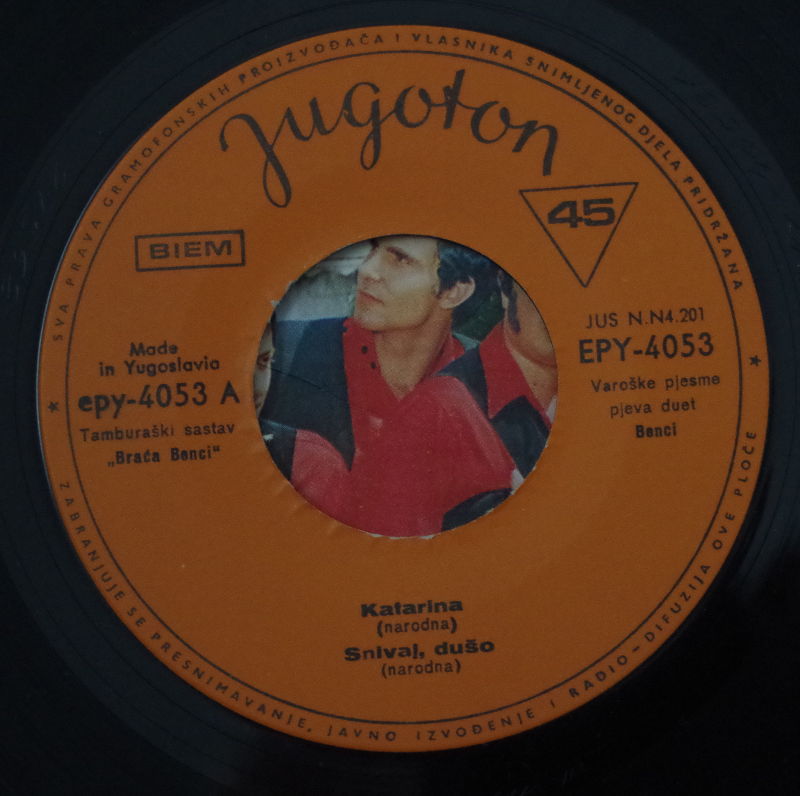 SVA PRAVA GRAMOFONSKIH PROIZVOĐAČA I VLASNIKA SNIMLJENOG DJELA PRIDRŽANA
Jugoton
45
BIEM
JUS N.N4.201
EPY-4053
Made
in Yugoslavia
epy-4053 A
Tamburaški sastav
„Braća Benci“
Varoške pjesme
pjeva duet
Benci
Katarina
(narodna)
Snivaj, dušo
(narodna)
ZABRANJUJE SE PRESNIMAVANJE, JAVNO IZVOĐENJE I RADIO-DIFUZIJA OVE PLOČE